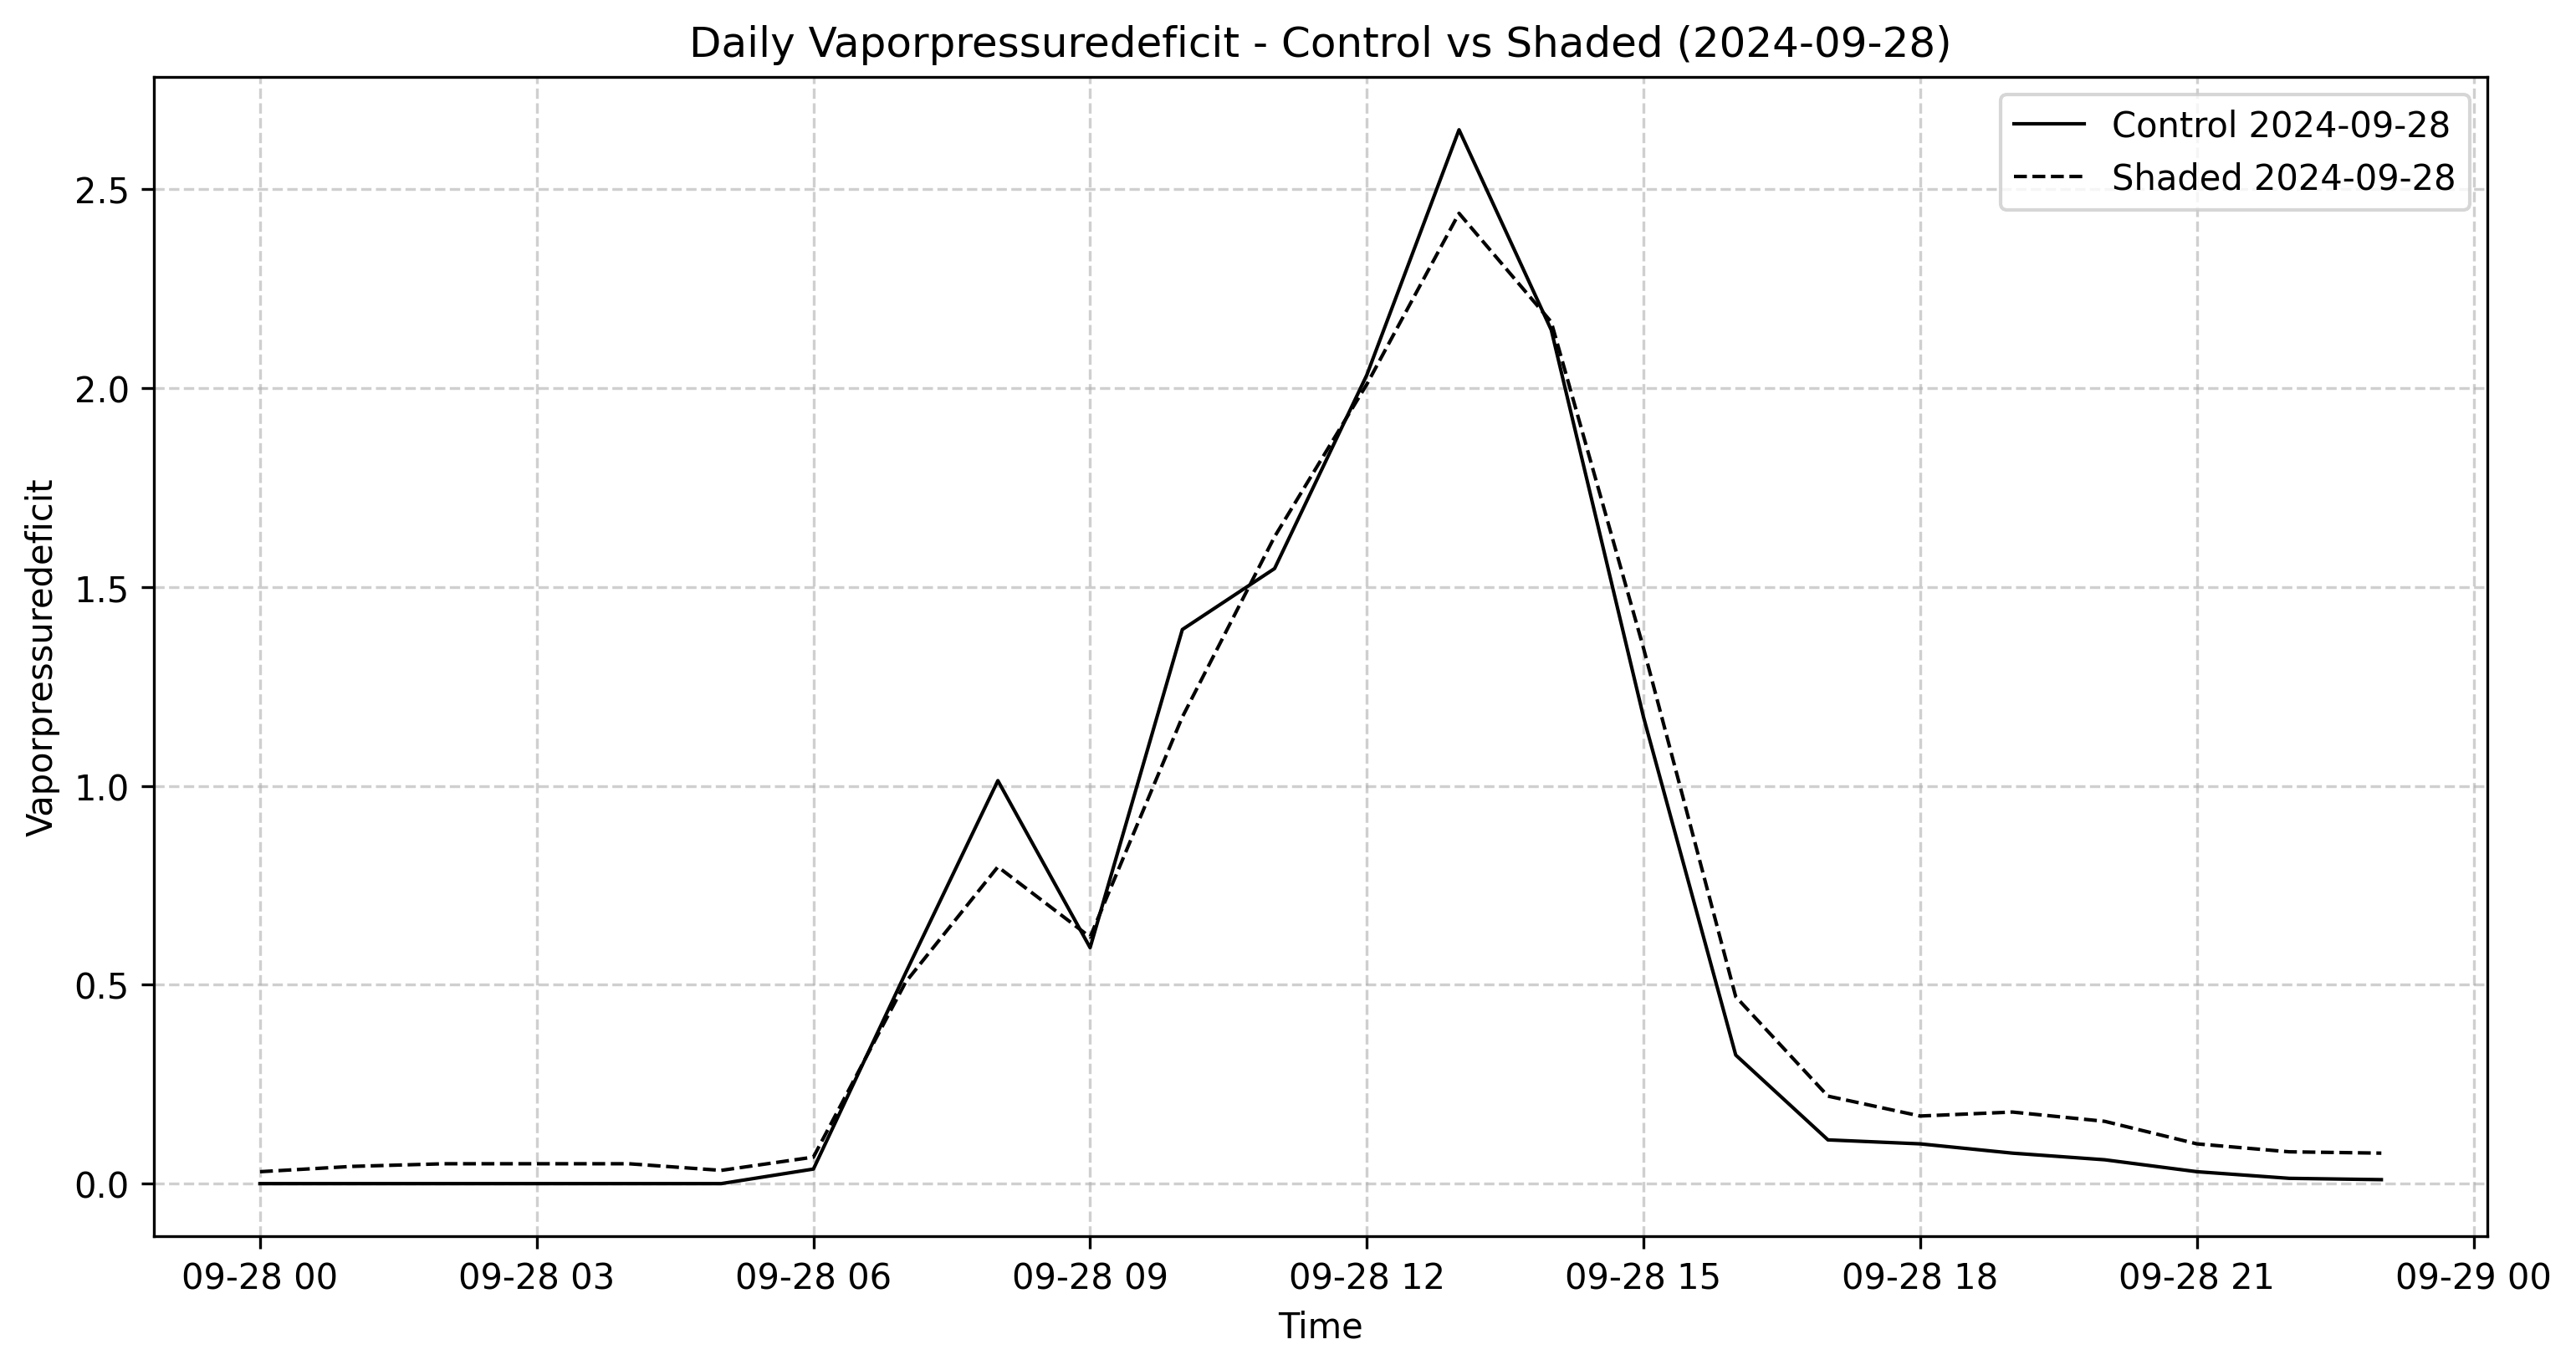 Daily Vaporpressuredeficit - Control vs Shaded (2024-09-28)
Control 2024-09-28
Shaded 2024-09-28
Vaporpressuredeficit
2.5
2.0
1.5
1.0
0.5
0.0
09-28 00 09-28 03 09-28 06 09-28 09 09-28 12 09-28 15 09-28 18 09-28 21 09-29 00
Time